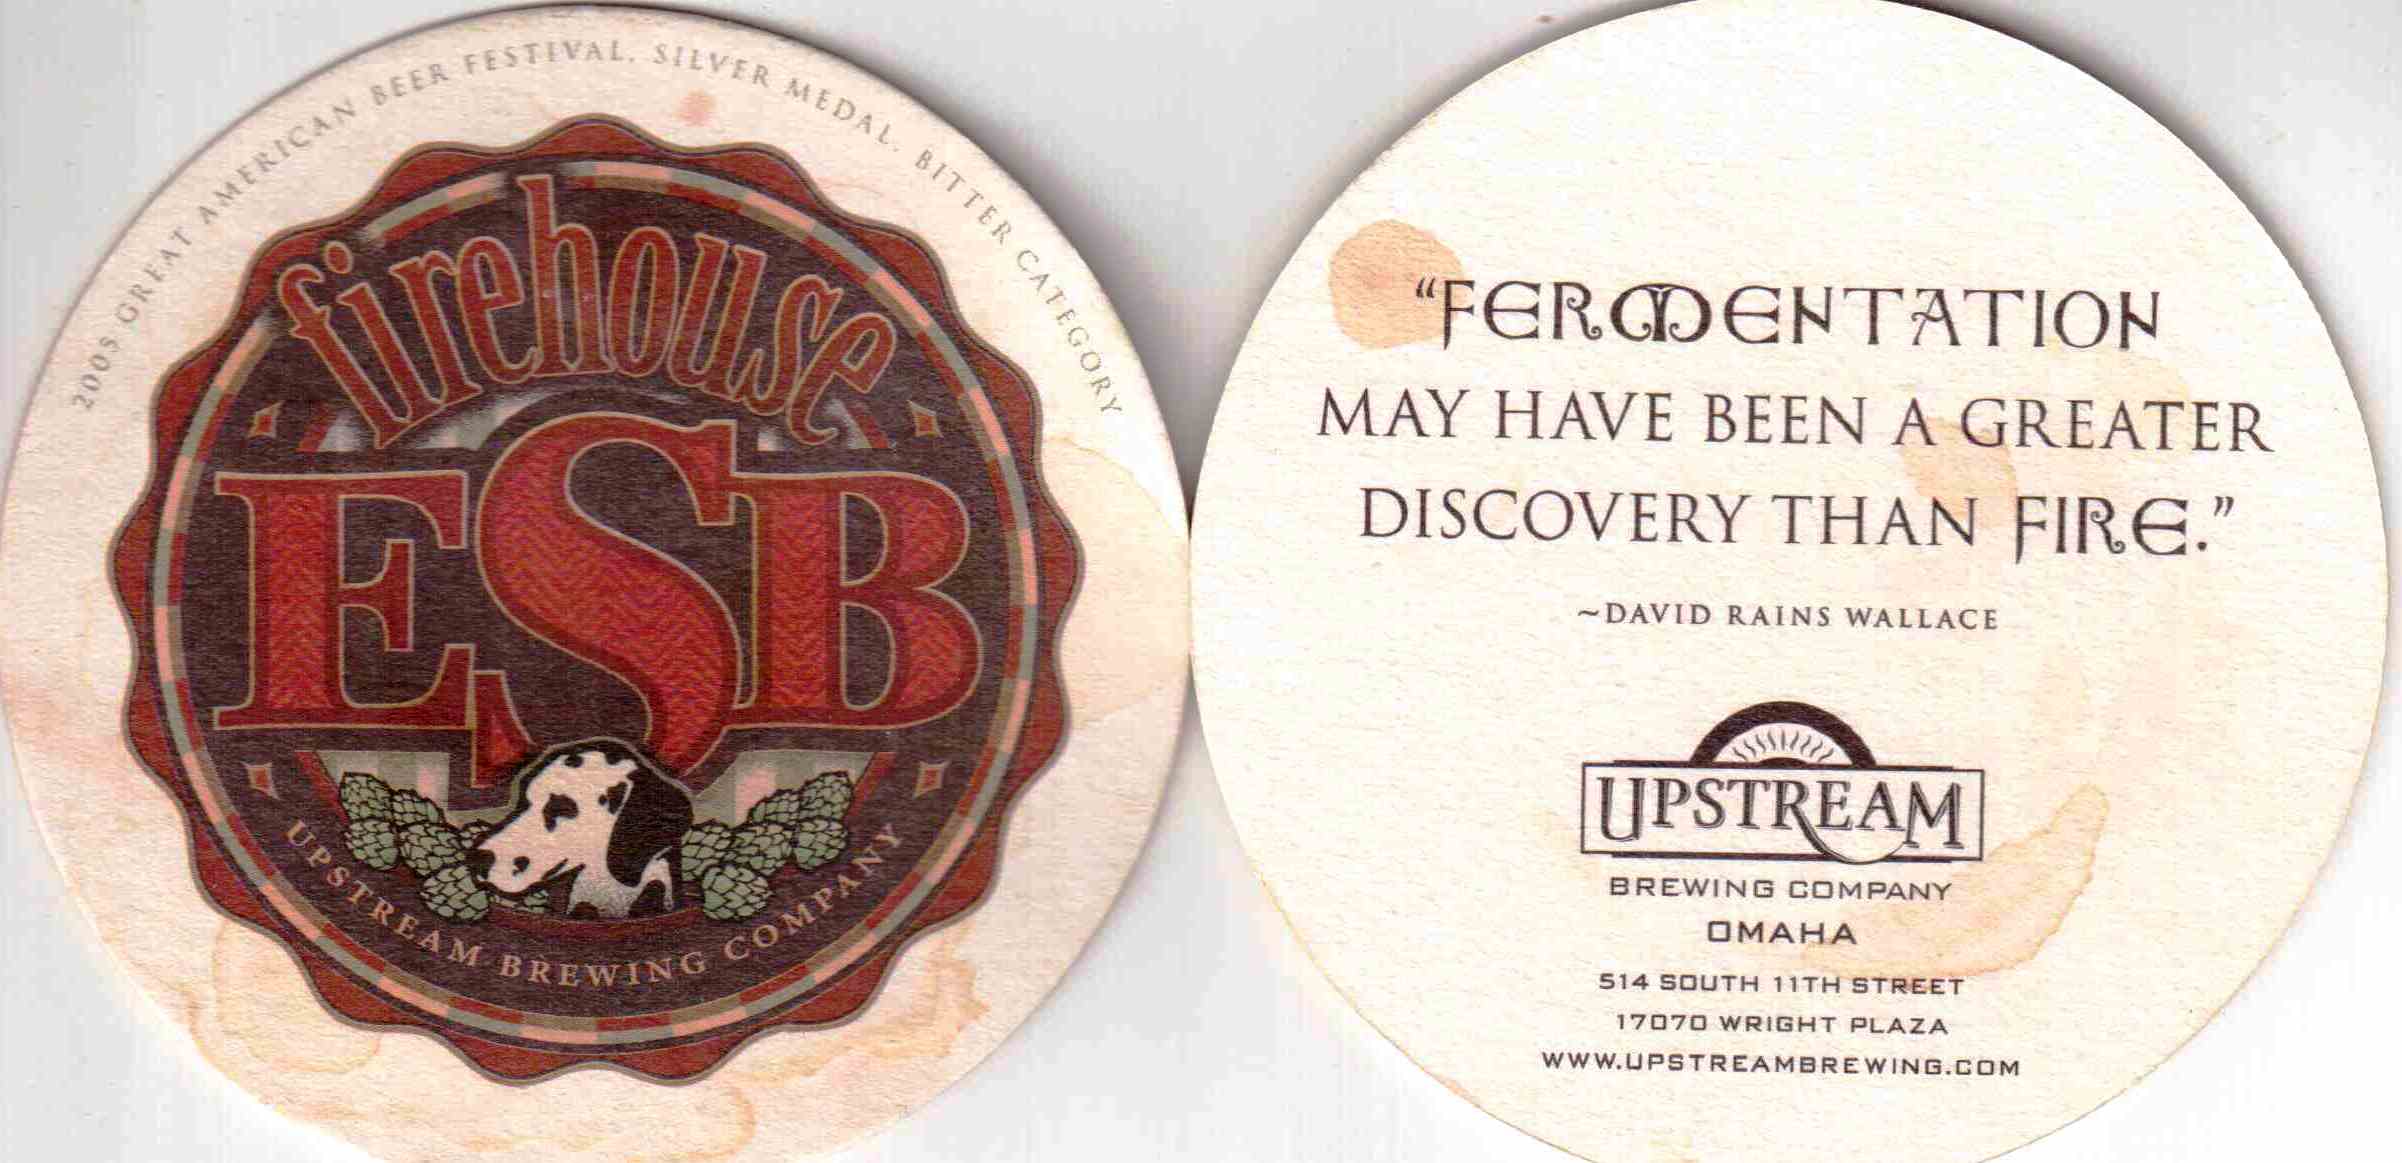 2005 GREAT AMERICAN BEER FESTIVAL, SILVER MEDAL, BITTER CATEGORY
firehouse
ESB
UPSTREAM BREWING COMPANY
"FERMENTATION
MAY HAVE BEEN A GREATER
DISCOVERY THAN FIRE."
~DAVID RAINS WALLACE
UPSTREAM
BREWING COMPANY
OMAHA
514 SOUTH 11TH STREET
17070 WRIGHT PLAZA
WWW.UPSTREAMBREWING.COM